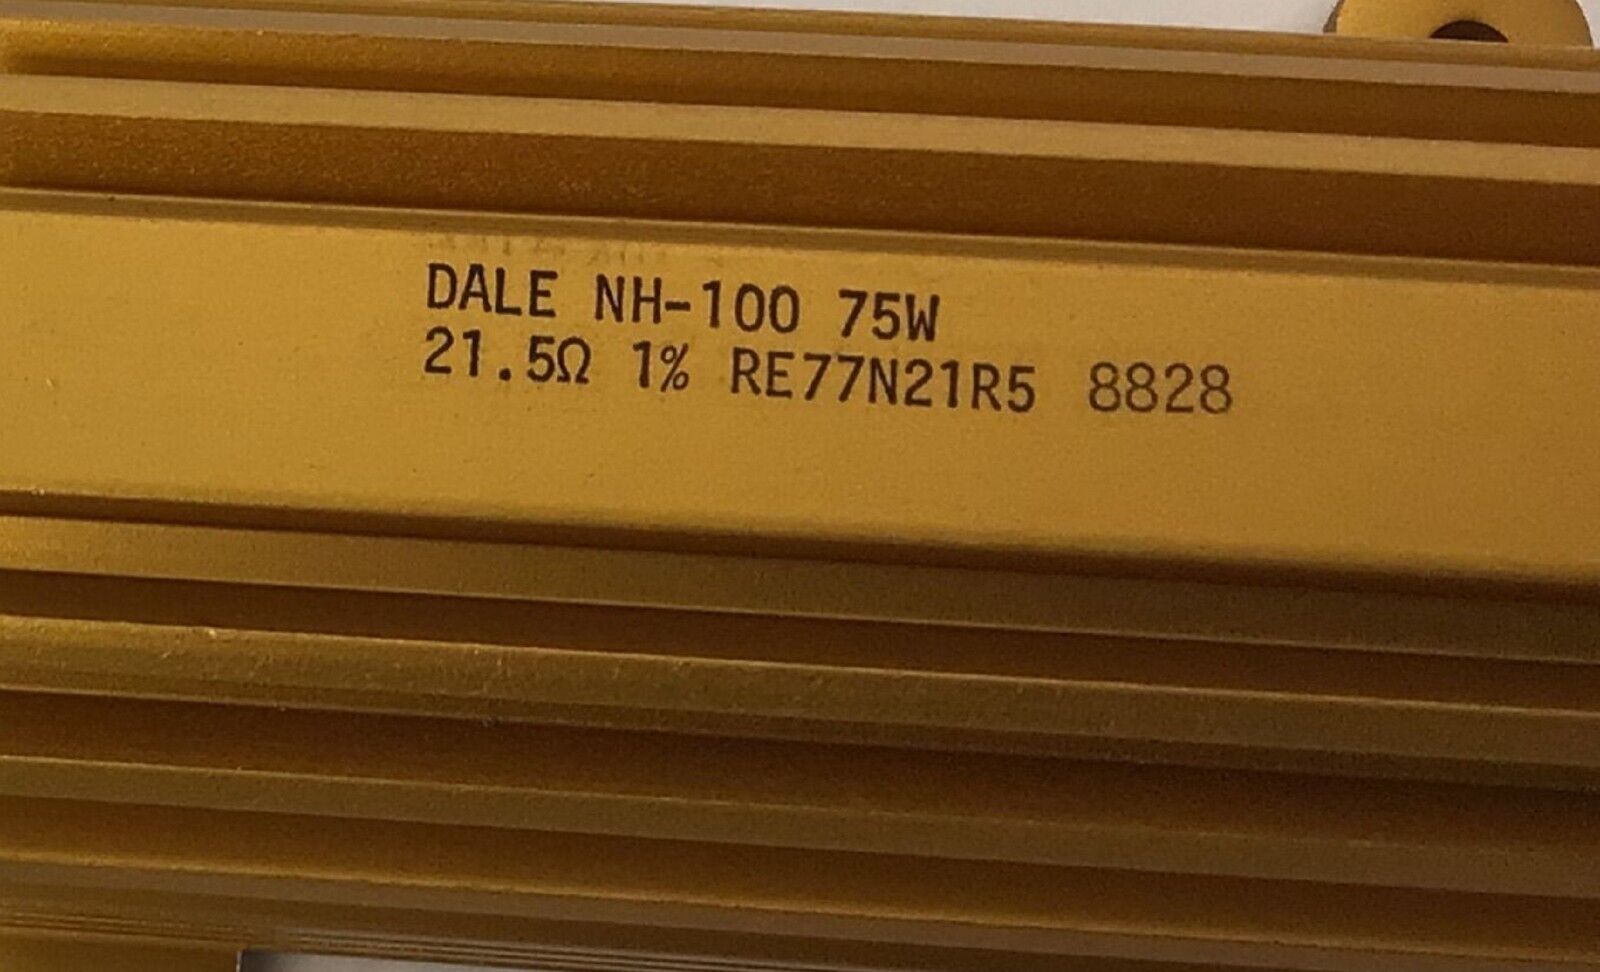 DALE NH-100 75W
21.5Ω 1% RE77N21R5 8828